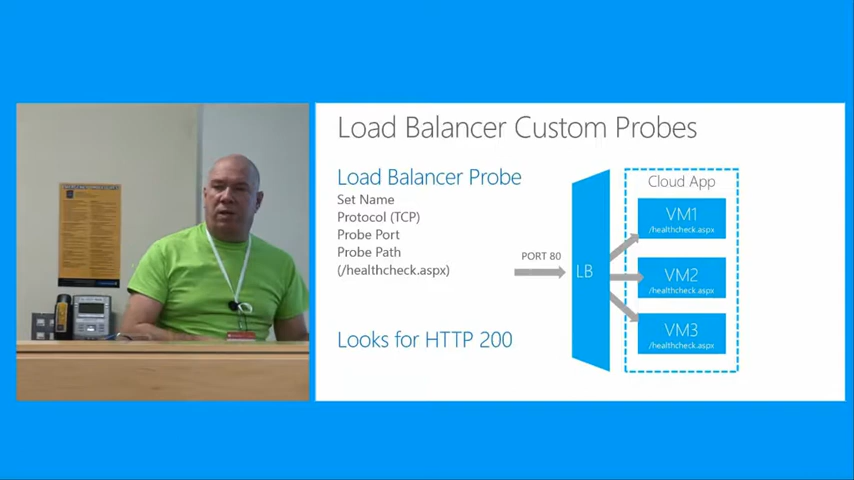 Load Balancer Custom Probes
Load Balancer Probe
Set Name
Protocol (TCP)
Probe Port
Probe Path
(/healthcheck.aspx)
Looks for HTTP 200
PORT 80
LB
Cloud App
VM1
/healthcheck.aspx
VM2
/healthcheck.aspx
VM3
/healthcheck.aspx